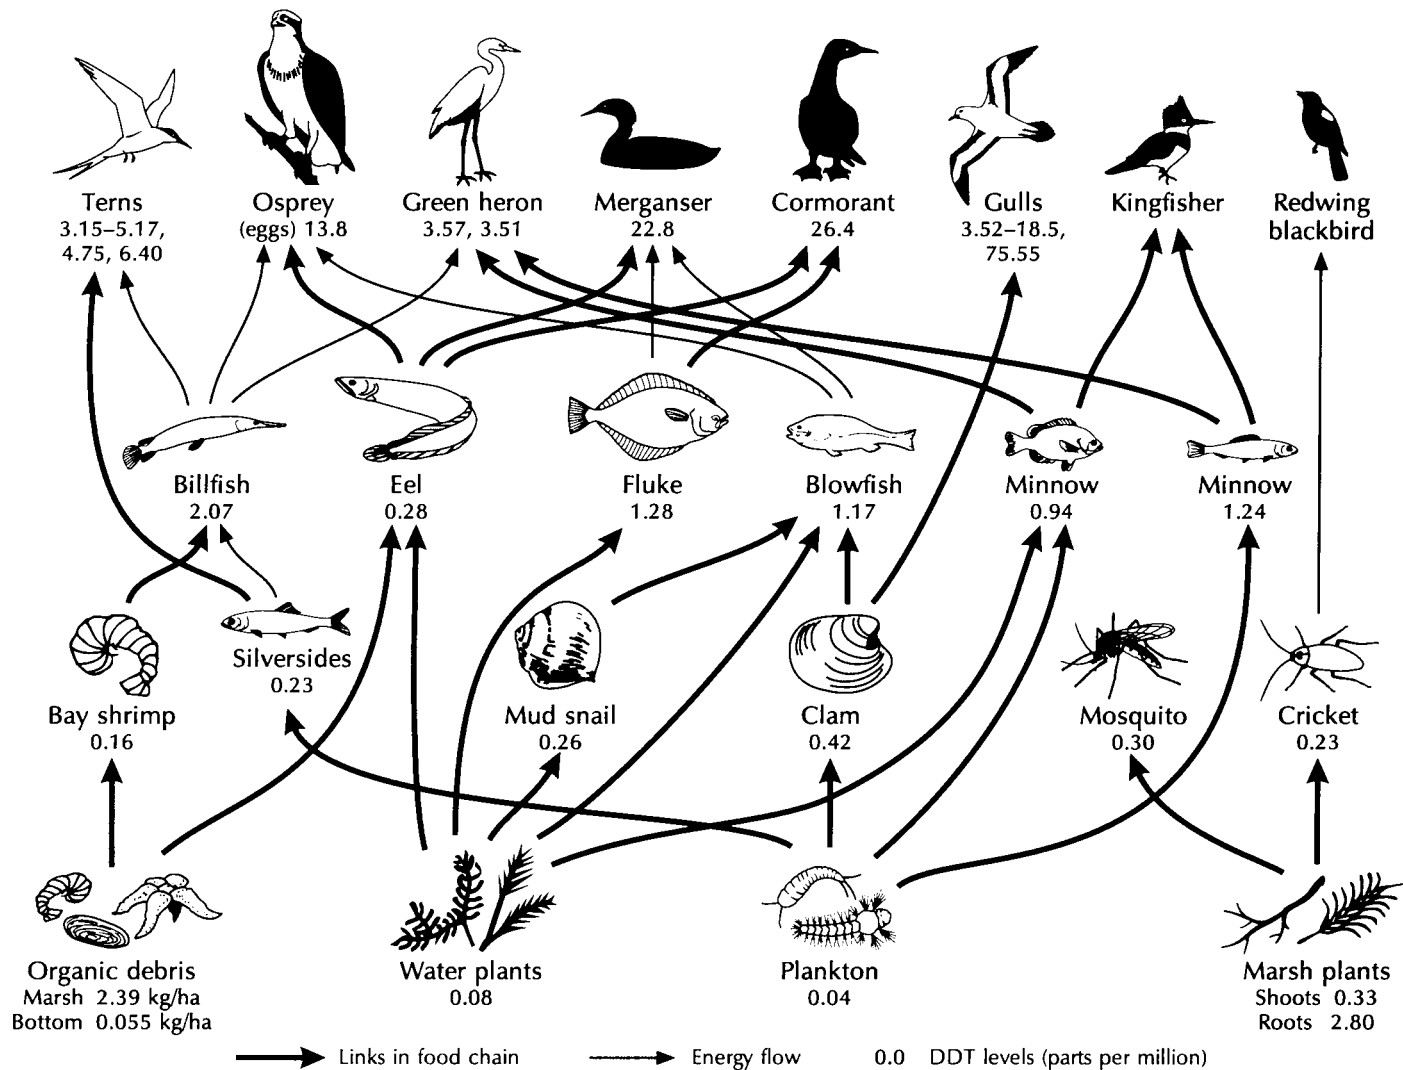 Terns
3.15–5.17,
4.75, 6.40
Osprey
(eggs) 13.8
Green heron
3.57, 3.51
Merganser
22.8
Cormorant
26.4
Gulls
3.52–18.5,
75.55
Kingfisher
Redwing
blackbird
Billfish
2.07
Eel
0.28
Fluke
1.28
Blowfish
1.17
Minnow
0.94
Minnow
1.24
Bay shrimp
0.16
Silversides
0.23
Mud snail
0.26
Clam
0.42
Mosquito
0.30
Cricket
0.23
Organic debris
Marsh 2.39 kg/ha
Bottom 0.055 kg/ha
Water plants
0.08
Plankton
0.04
Marsh plants
Shoots 0.33
Roots 2.80
Links in food chain
Energy flow
0.0 DDT levels (parts per million)